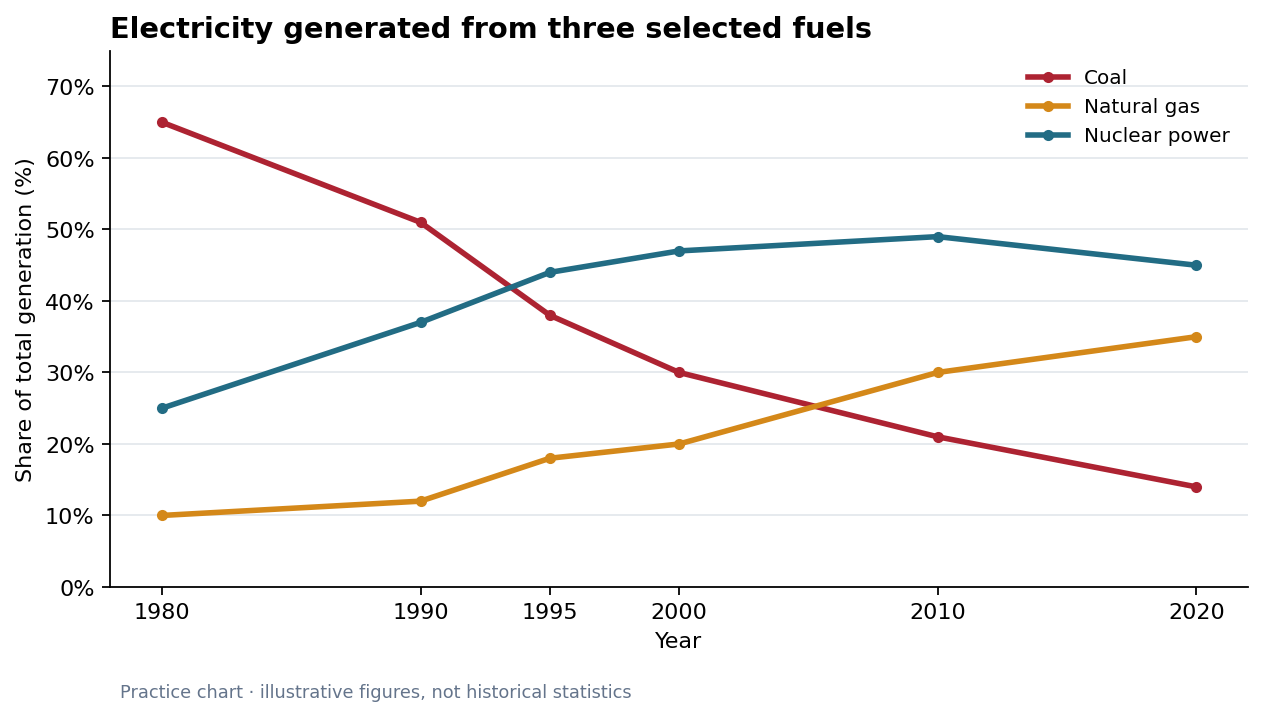 Electricity generated from three selected fuels
Coal
Natural gas
Nuclear power
Share of total generation (%)
70%
60%
50%
40%
30%
20%
10%
0%
1980 1990 1995 2000 2010 2020
Year
Practice chart · illustrative figures, not historical statistics